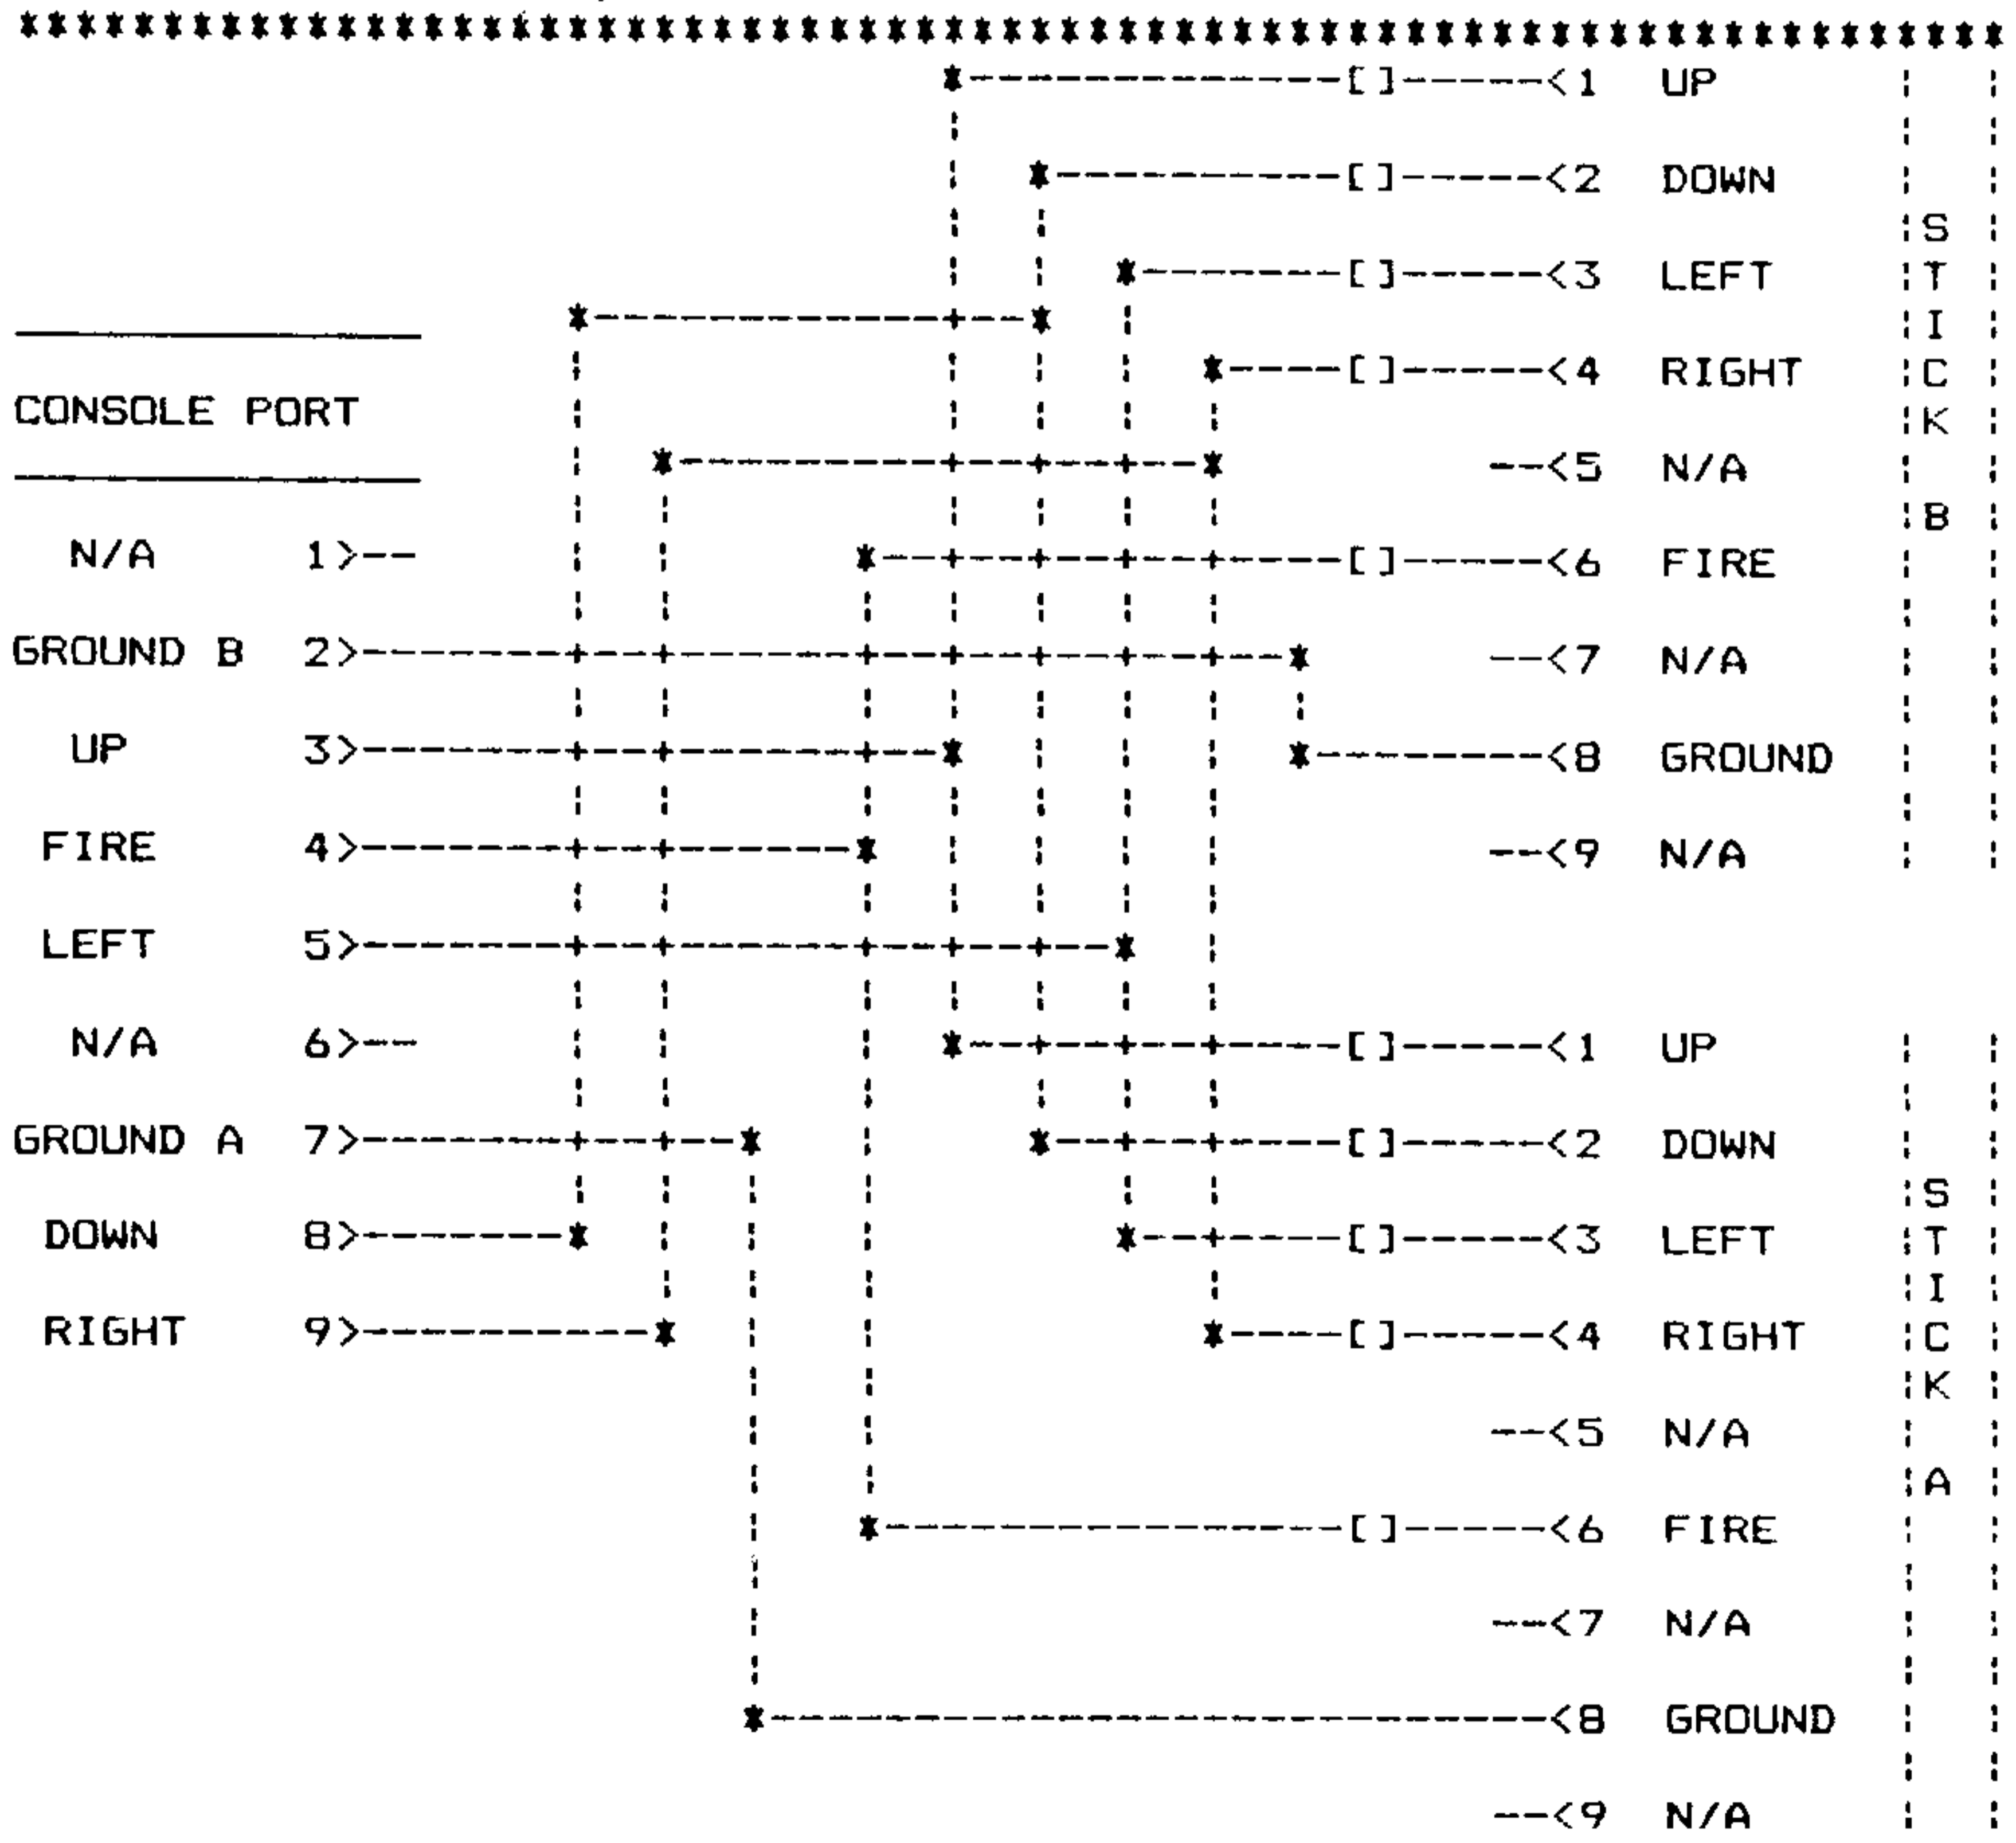 ****************************************************************
*-------------[ ]-----<1 UP
*----------[ ]-----<2 DOWN
*-------[ ]-----<3 LEFT
*---------------*
*----[ ]-----<4 RIGHT
CONSOLE PORT
*-------------------*
--<5 N/A
N/A 1>--
*----------------[ ]-----<6 FIRE
GROUND B 2>--------------------------------*
--<7 N/A
UP 3>--------------------*
*--------<8 GROUND
FIRE 4>-----------------*
--<9 N/A
LEFT 5>--------------------------*
N/A 6>--
*-------------[ ]-----<1 UP
GROUND A 7>-------------*
*----------[ ]-----<2 DOWN
DOWN 8>-------*
*-------[ ]-----<3 LEFT
RIGHT 9>----------*
*----[ ]-----<4 RIGHT
--<5 N/A
*----------------[ ]-----<6 FIRE
--<7 N/A
*---------------------------<8 GROUND
--<9 N/A
S
T
I
C
K
B
S
T
I
C
K
A